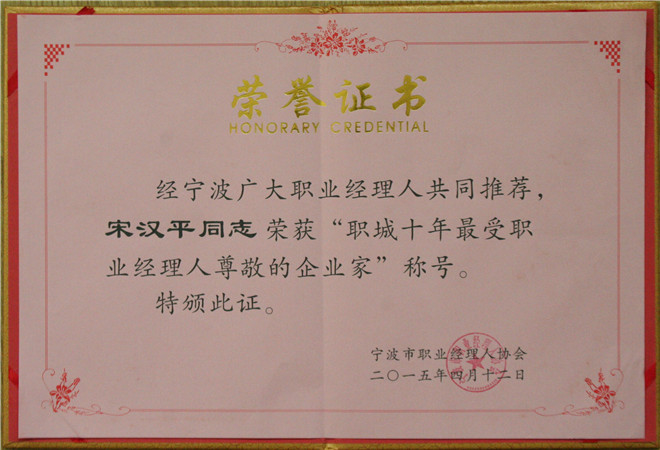 荣誉证书
HONORARY CREDENTIAL
经宁波广大职业经理人共同推荐，
宋汉平同志 荣获“职城十年最受职
业经理人尊敬的企业家”称号。
特颁此证。
宁波市职业经理人协会
二〇一五年四月十二日